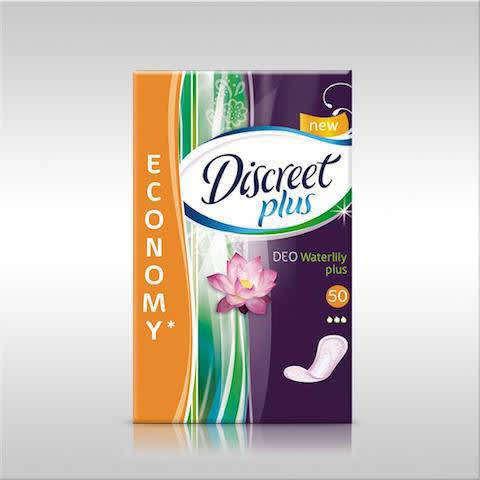 ECONOMY*
new
Discreet
plus
DEO Waterlily
plus
50